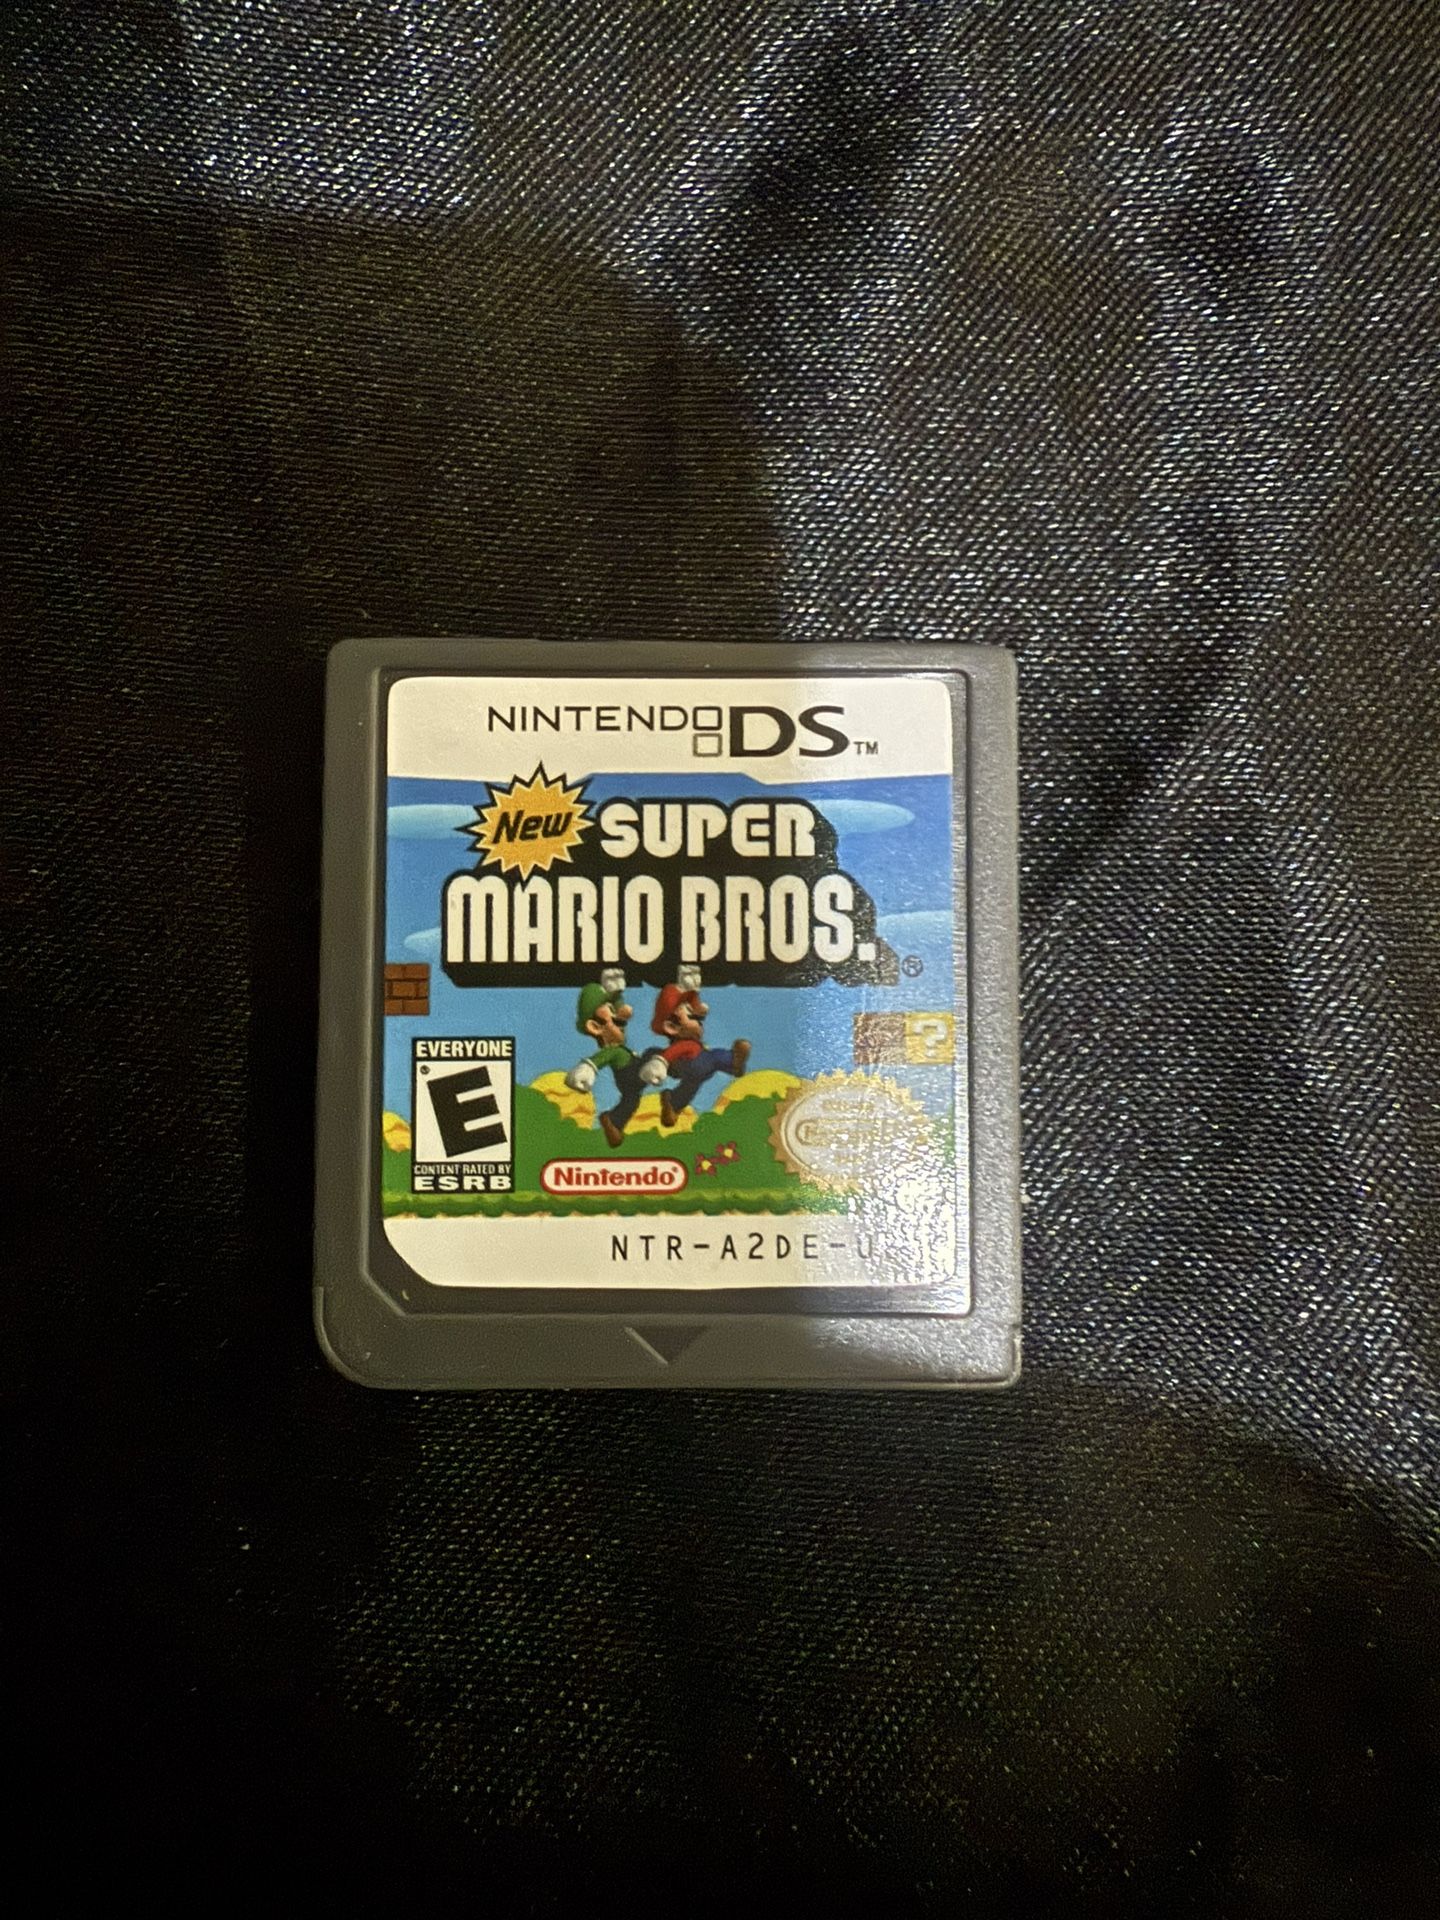 NINTENDO DS™
New SUPER
MARIO BROS.®
?
EVERYONE
E
CONTENT RATED BY
ESRB
Nintendo®
NTR-A2DE-U